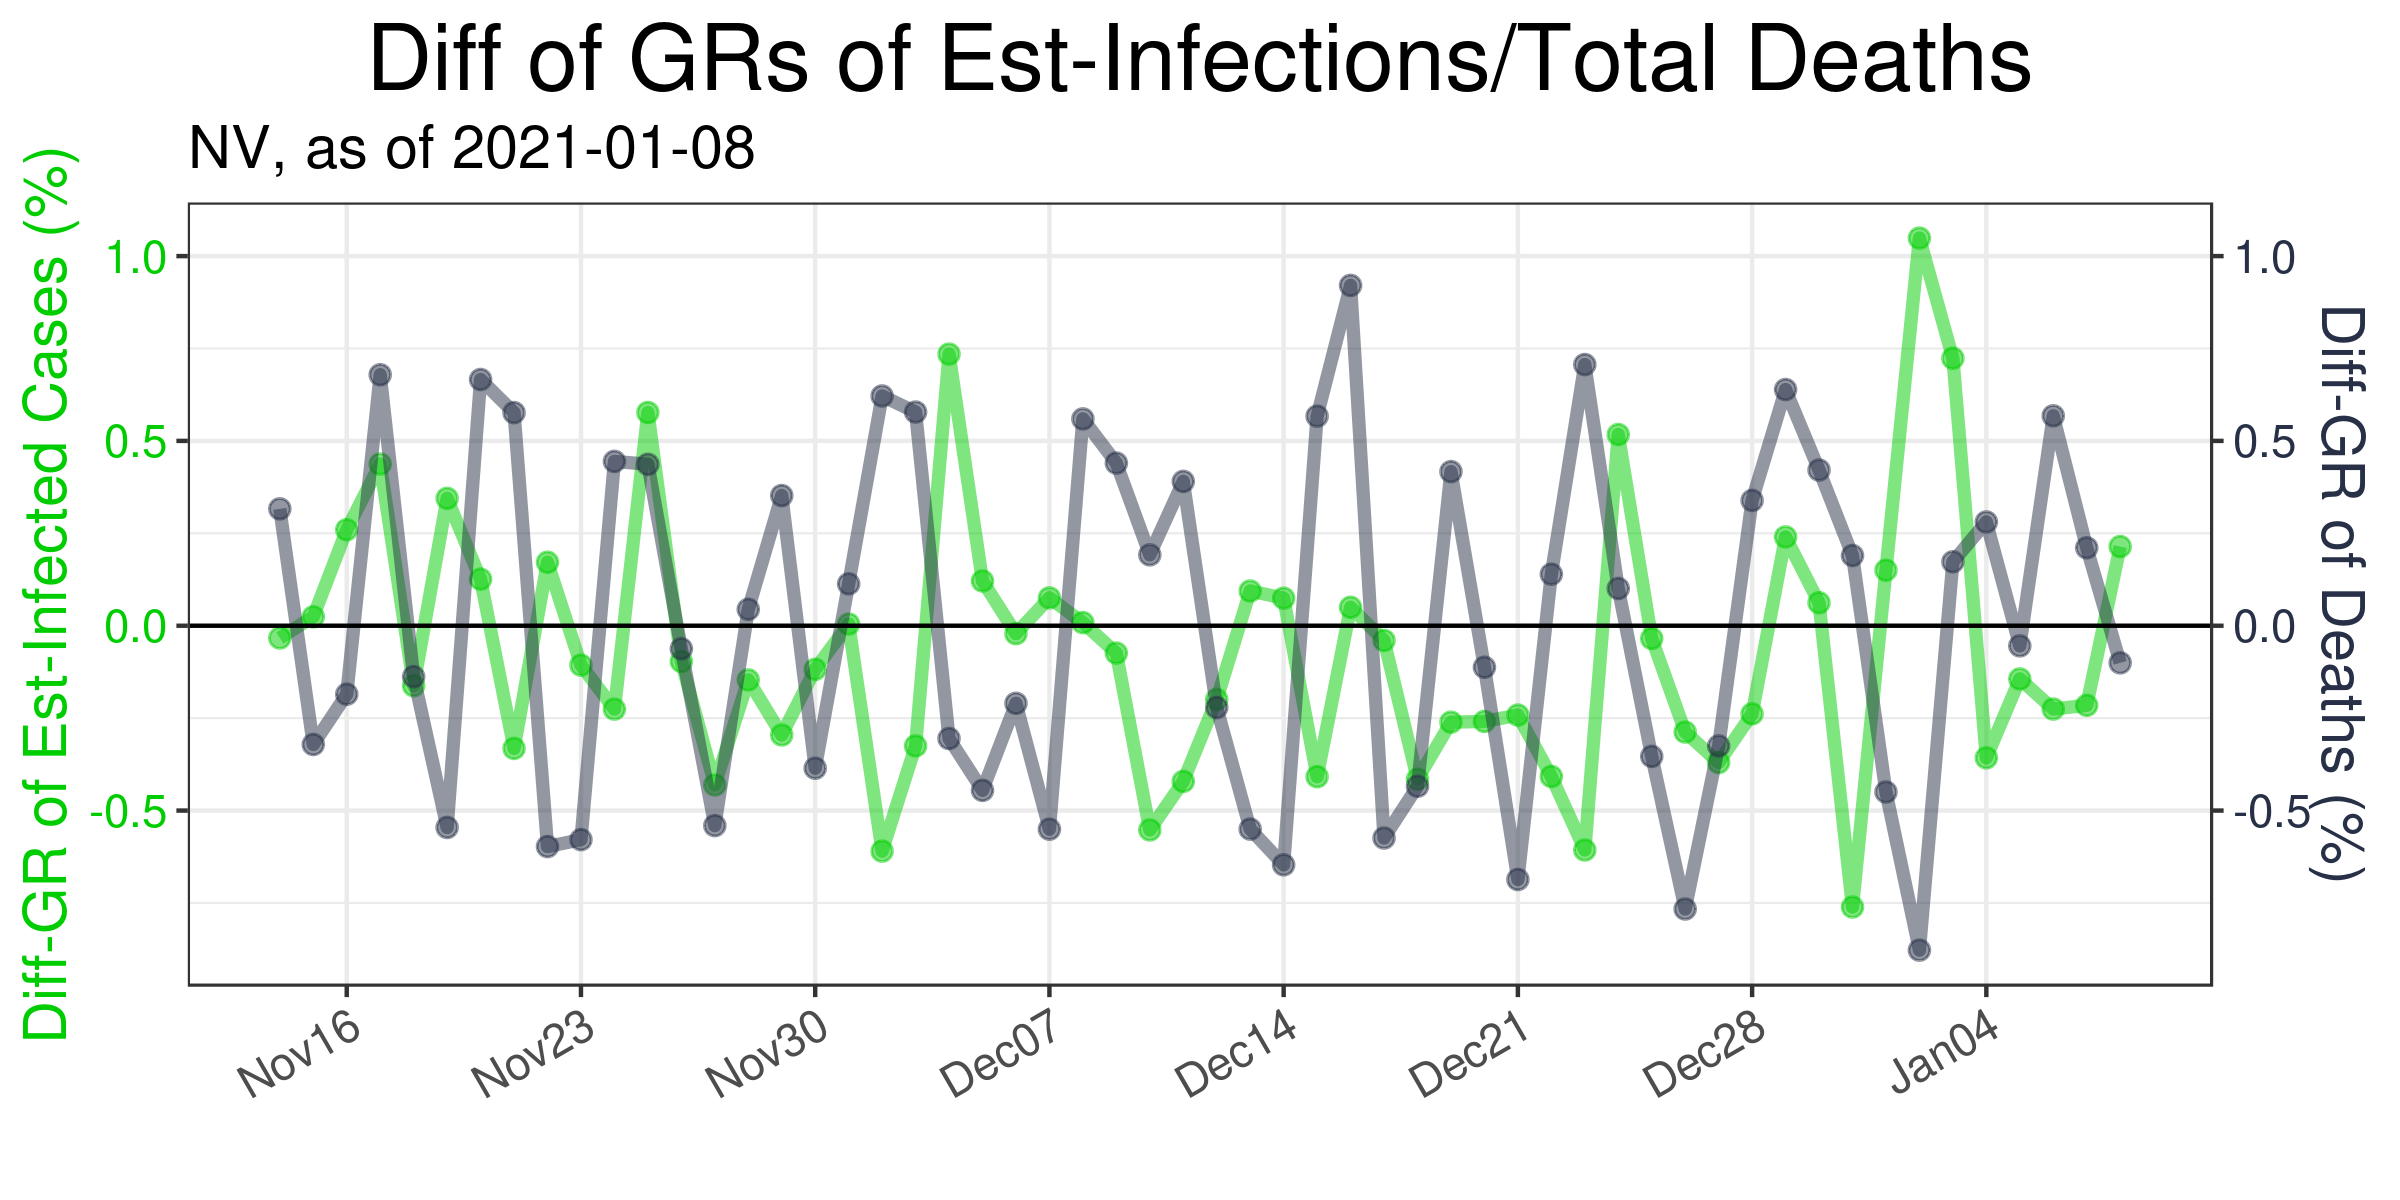 Diff of GRs of Est-Infections/Total Deaths
NV, as of 2021-01-08
Diff-GR of Est-Infected Cases (%)
1.0
0.5
0.0
-0.5
1.0
0.5
0.0
-0.5
Diff-GR of Deaths (%)
Nov16
Nov23
Nov30
Dec07
Dec14
Dec21
Dec28
Jan04